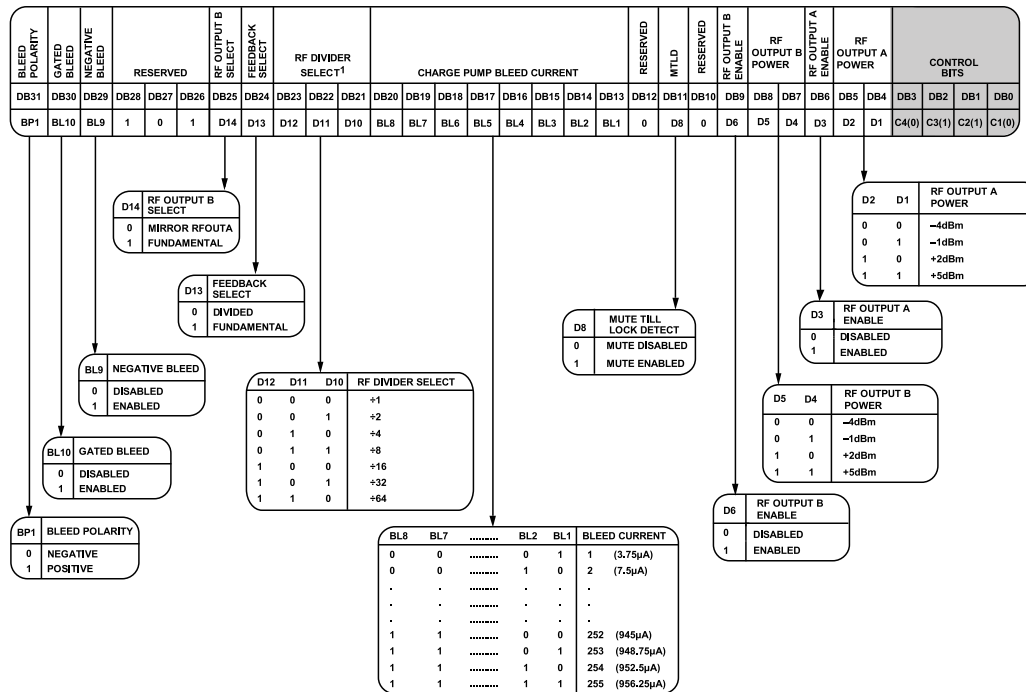 BLEED POLARITY
GATED BLEED
NEGATIVE BLEED
RESERVED
RF OUTPUT B SELECT
FEEDBACK SELECT
RF DIVIDER
SELECT1
CHARGE PUMP BLEED CURRENT
RESERVED
MTLD
RESERVED
RF OUTPUT B ENABLE
RF OUTPUT B POWER
RF OUTPUT A ENABLE
RF OUTPUT A POWER
CONTROL BITS
DB31 DB30 DB29 DB28 DB27 DB26 DB25 DB24 DB23 DB22 DB21 DB20 DB19 DB18 DB17 DB16 DB15 DB14 DB13 DB12 DB11 DB10 DB9 DB8 DB7 DB6 DB5 DB4 DB3 DB2 DB1 DB0
BP1 BL10 BL9 1 0 1 D14 D13 D12 D11 D10 BL8 BL7 BL6 BL5 BL4 BL3 BL2 BL1 0 D8 0 D6 D5 D4 D3 D2 D1 C4(0) C3(1) C2(1) C1(0)
D14 RF OUTPUT B SELECT
0 MIRROR RFOUTA
1 FUNDAMENTAL
D13 FEEDBACK SELECT
0 DIVIDED
1 FUNDAMENTAL
BL9 NEGATIVE BLEED
0 DISABLED
1 ENABLED
BL10 GATED BLEED
0 DISABLED
1 ENABLED
BP1 BLEED POLARITY
0 NEGATIVE
1 POSITIVE
D12 D11 D10 RF DIVIDER SELECT
0 0 0 ÷1
0 0 1 ÷2
0 1 0 ÷4
0 1 1 ÷8
1 0 0 ÷16
1 0 1 ÷32
1 1 0 ÷64
BL8 BL7 .......... BL2 BL1 BLEED CURRENT
0 0 .......... 0 1 1 (3.75µA)
0 0 .......... 1 0 2 (7.5µA)
. . .......... . . .
. . .......... . . .
. . .......... . . .
1 1 .......... 0 0 252 (945µA)
1 1 .......... 0 1 253 (948.75µA)
1 1 .......... 1 0 254 (952.5µA)
1 1 .......... 1 1 255 (956.25µA)
D8 MUTE TILL LOCK DETECT
0 MUTE DISABLED
1 MUTE ENABLED
D2 D1 RF OUTPUT A POWER
0 0 –4dBm
0 1 –1dBm
1 0 +2dBm
1 1 +5dBm
D3 RF OUTPUT A ENABLE
0 DISABLED
1 ENABLED
D5 D4 RF OUTPUT B POWER
0 0 –4dBm
0 1 –1dBm
1 0 +2dBm
1 1 +5dBm
D6 RF OUTPUT B ENABLE
0 DISABLED
1 ENABLED